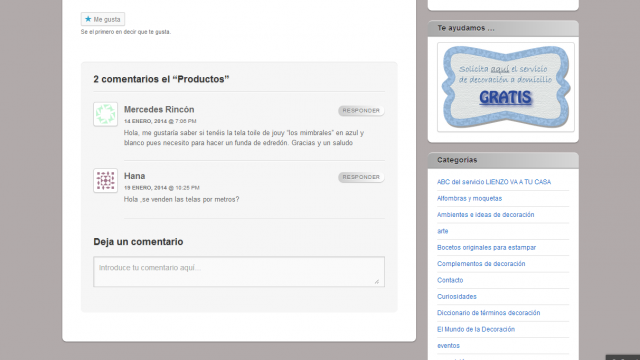 Me gusta
Se el primero en decir que te gusta.
2 comentarios el “Productos”
Mercedes Rincón
RESPONDER
14 ENERO, 2014 @ 7:06 PM
Hola, me gustaría saber si tenéis la tela toile de jouy "los mimbrales" en azul y
blanco pues necesito para hacer un funda de edredón. Gracias y un saludo
Hana
RESPONDER
19 ENERO, 2014 @ 10:25 PM
Hola ,se venden las telas por metros?
Deja un comentario
Introduce tu comentario aquí...
Te ayudamos ...
Solicita aquí el servicio
de decoración a domicilio
GRATIS
Categorías
ABC del servicio LIENZO VA A TU CASA
Alfombras y moquetas
Ambientes e ideas de decoración
arte
Bocetos originales para estampar
Complementos de decoración
Contacto
Curiosidades
Diccionario de términos decoración
El Mundo de la Decoración
eventos